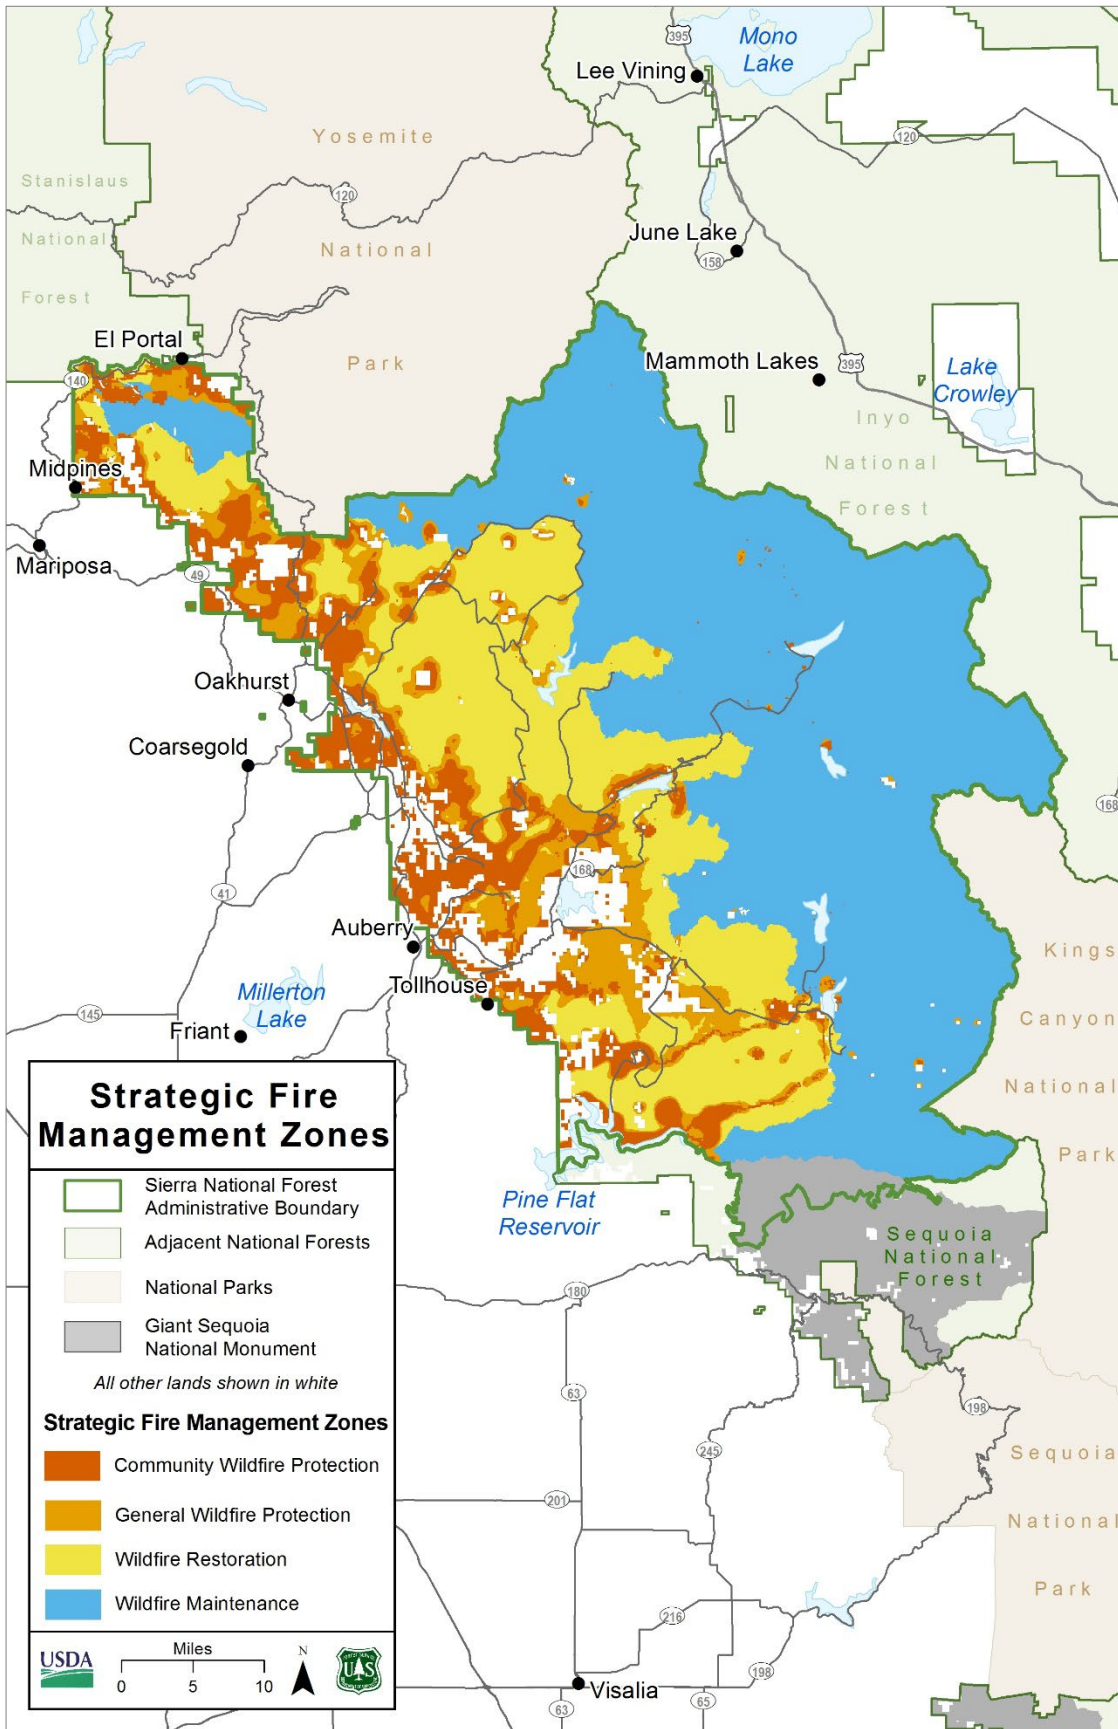 395
Mono
Lake
Lee Vining
Yosemite
120
120
Stanislaus
National
Forest
National
June Lake
158
El Portal
Park
Mammoth Lakes
395
Lake
Crowley
140
Inyo
National
Forest
Midpines
Mariposa
49
Oakhurst
Coarsegold
168
168
41
Auberry
Tollhouse
Millerton
Lake
145
Friant
Kings
Canyon
National
Park
Pine Flat
Reservoir
Sequoia
National
Forest
180
63
198
245
Sequoia
National
Park
201
216
198
Visalia
63
65
Strategic Fire
Management Zones
Sierra National Forest
Administrative Boundary
Adjacent National Forests
National Parks
Giant Sequoia
National Monument
All other lands shown in white
Strategic Fire Management Zones
Community Wildfire Protection
General Wildfire Protection
Wildfire Restoration
Wildfire Maintenance
USDA
Miles
0 5 10
N
U S